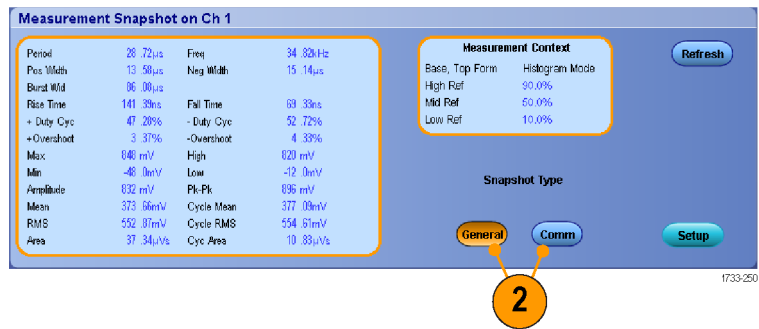 Measurement Snapshot on Ch 1
Period 28 .72µs Freq 34 .82kHz
Pos Width 13 .58µs Neg Width 15 .14µs
Burst Wid 86 .00µs
Rise Time 141 .39ns Fall Time 69 .33ns
+ Duty Cyc 47 .28% - Duty Cyc 52 .72%
+Overshoot 3 .37% -Overshoot 4 .33%
Max 848 mV High 820 mV
Min -48 .0mV Low -12 .0mV
Amplitude 832 mV Pk-Pk 896 mV
Mean 373 .66mV Cycle Mean 377 .09mV
RMS 552 .87mV Cycle RMS 554 .61mV
Area 37 .34µVs Cyc Area 10 .83µVs
Measurement Context
Base, Top Form Histogram Mode
High Ref 90.0%
Mid Ref 50.0%
Low Ref 10.0%
Refresh
Snapshot Type
General Comm
Setup
1733-250
2